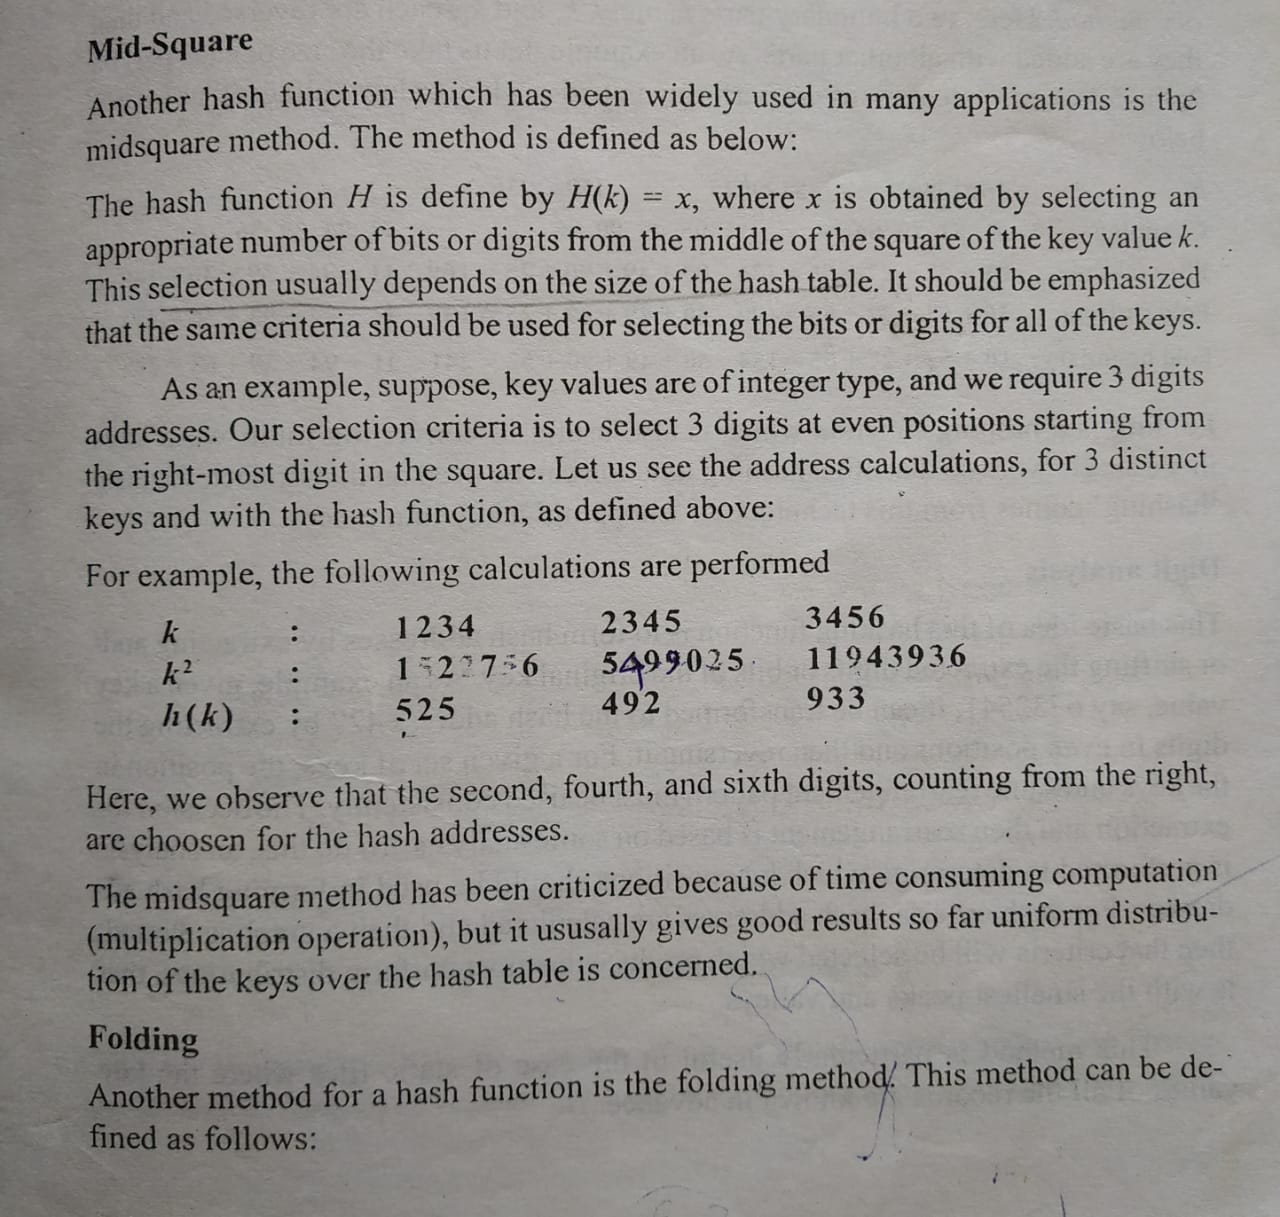 Mid-Square
Another hash function which has been widely used in many applications is the
midsquare method. The method is defined as below:
The hash function H is define by H(k) = x, where x is obtained by selecting an
appropriate number of bits or digits from the middle of the square of the key value k.
This selection usually depends on the size of the hash table. It should be emphasized
that the same criteria should be used for selecting the bits or digits for all of the keys.
As an example, suppose, key values are of integer type, and we require 3 digits
addresses. Our selection criteria is to select 3 digits at even positions starting from
the right-most digit in the square. Let us see the address calculations, for 3 distinct
keys and with the hash function, as defined above:
For example, the following calculations are performed
k : 1234 2345 3456
k² : 1522756 5499025 11943936
h(k) : 525 492 933
Here, we observe that the second, fourth, and sixth digits, counting from the right,
are choosen for the hash addresses.
The midsquare method has been criticized because of time consuming computation
(multiplication operation), but it ususally gives good results so far uniform distribu-
tion of the keys over the hash table is concerned.
Folding
Another method for a hash function is the folding method. This method can be de-
fined as follows: